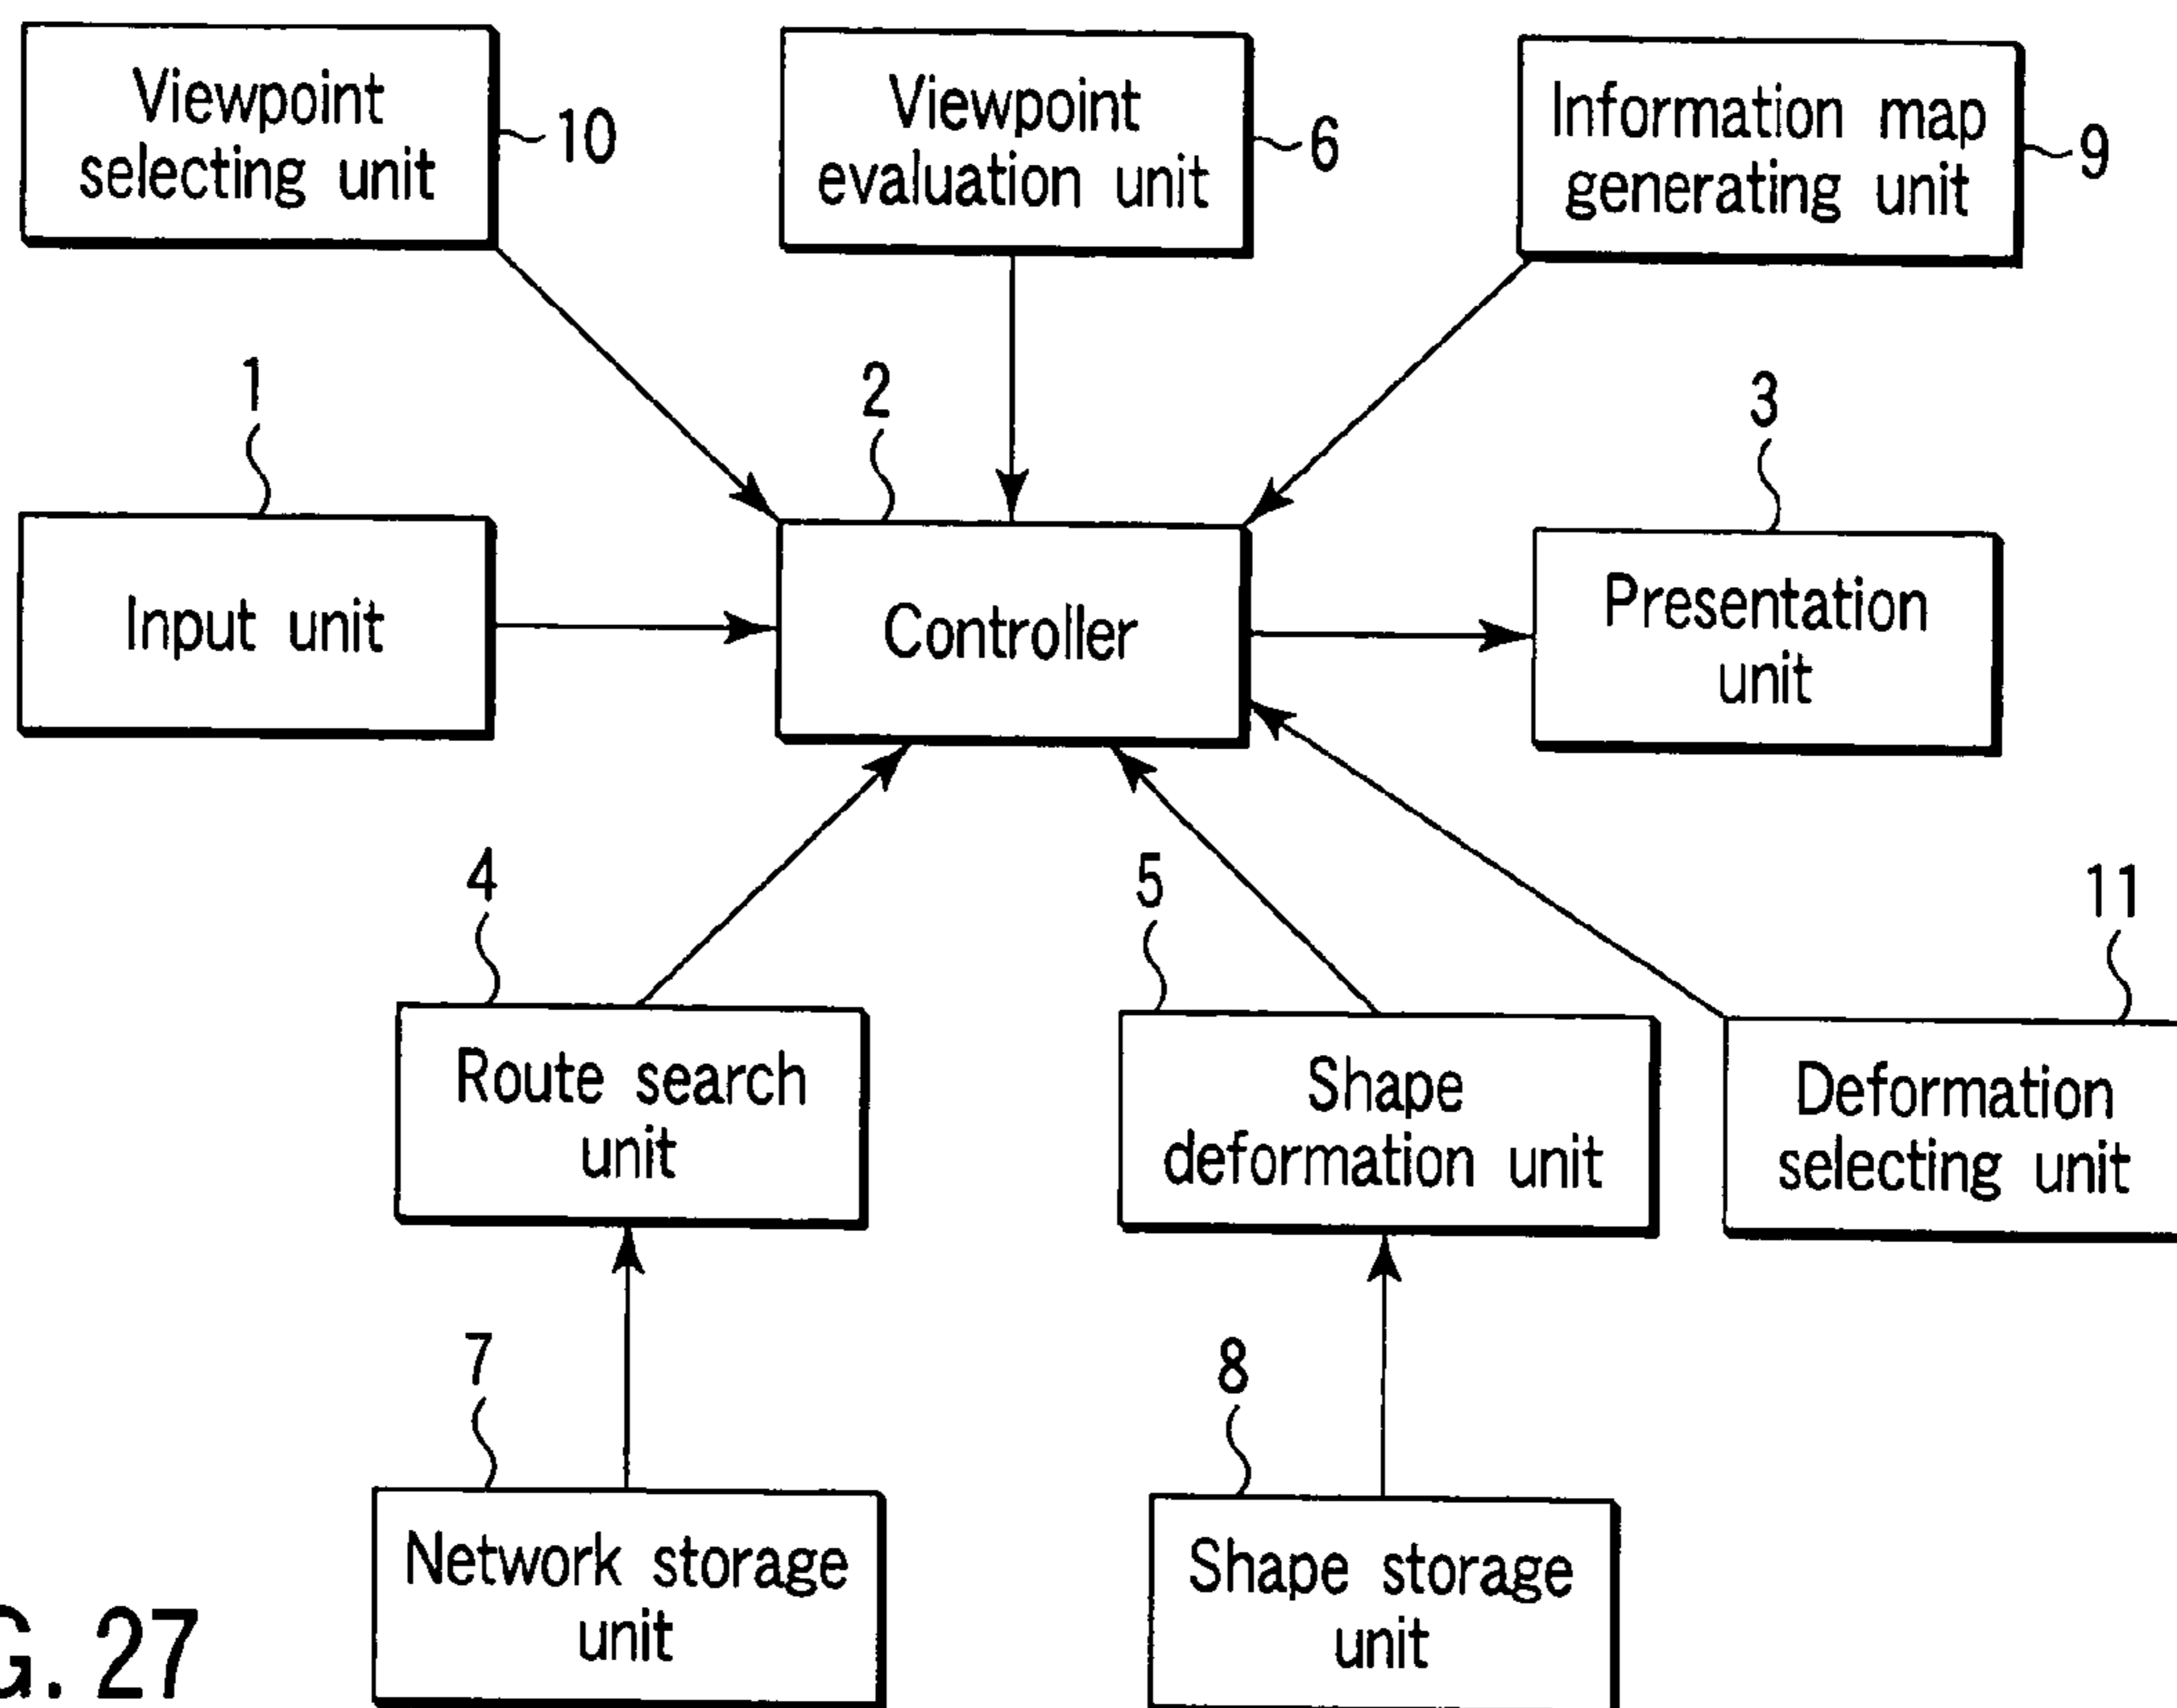 Viewpoint
selecting unit
10
Viewpoint
evaluation unit
6
Information map
generating unit
9
1
Input unit
2
Controller
3
Presentation
unit
4
Route search
unit
5
Shape
deformation unit
11
Deformation
selecting unit
7
Network storage
unit
8
Shape storage
unit
G. 27